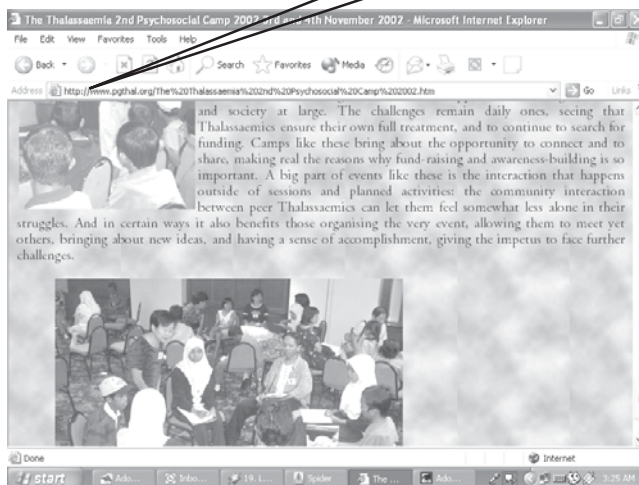 The Thalassaemia 2nd Psychosocial Camp 2002 3rd and 4th November 2002 - Microsoft Internet Explorer
File Edit View Favorites Tools Help
Back Search Favorites Media
Address http://www.pgthal.org/The%20Thalassaemia%202nd%20Psychosocial%20Camp%202002.htm Go Links
and society at large. The challenges remain daily ones, seeing that
Thalassaemics ensure their own full treatment, and to continue to search for
funding. Camps like these bring about the opportunity to connect and to
share, making real the reasons why fund-raising and awareness-building is so
important. A big part of events like these is the interaction that happens
outside of sessions and planned activities: the community interaction
between peer Thalassaemics can let them feel somewhat less alone in their
struggles. And in certain ways it also benefits those organising the very event, allowing them to meet yet
others, bringing about new ideas, and having a sense of accomplishment, giving the impetus to face further
challenges.
Done Internet
start Ado... Inbo... 19. L... Spider The ... Ado... 3:25 AM